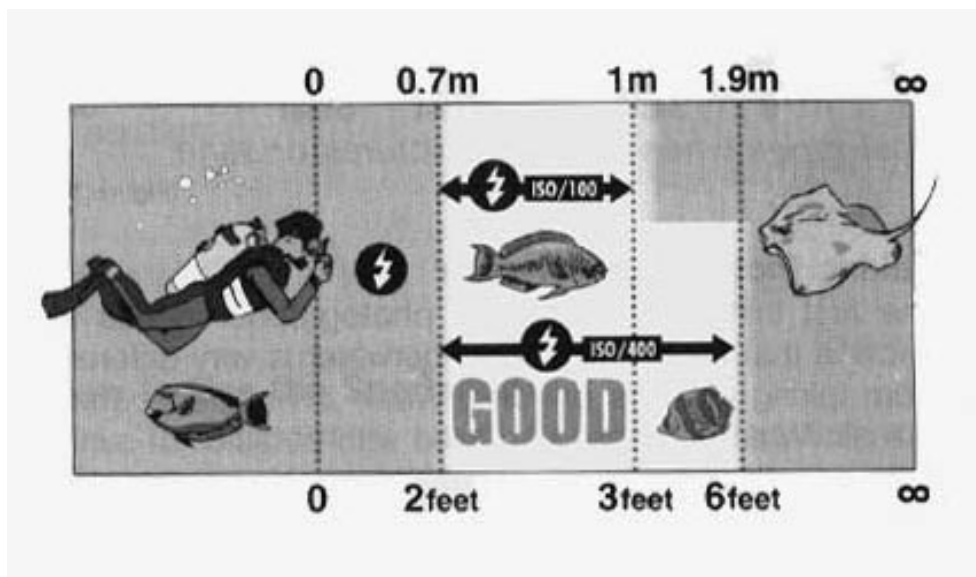 0 0.7m 1m 1.9m ∞
ISO/100
ISO/400
GOOD
0 2feet 3feet 6feet ∞